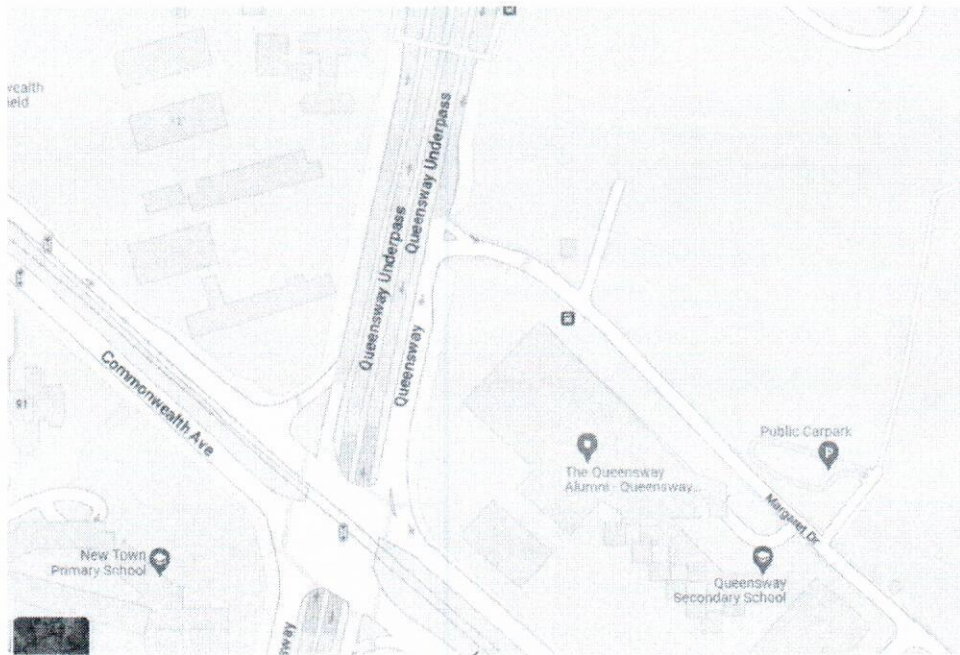 Queensway Underpass
Queensway Underpass
Queensway
Commonwealth Ave
91
Public Carpark
P
The Queensway
Alumni - Queensway...
Margaret Dr
New Town
Primary School
Queensway
Secondary School
sway